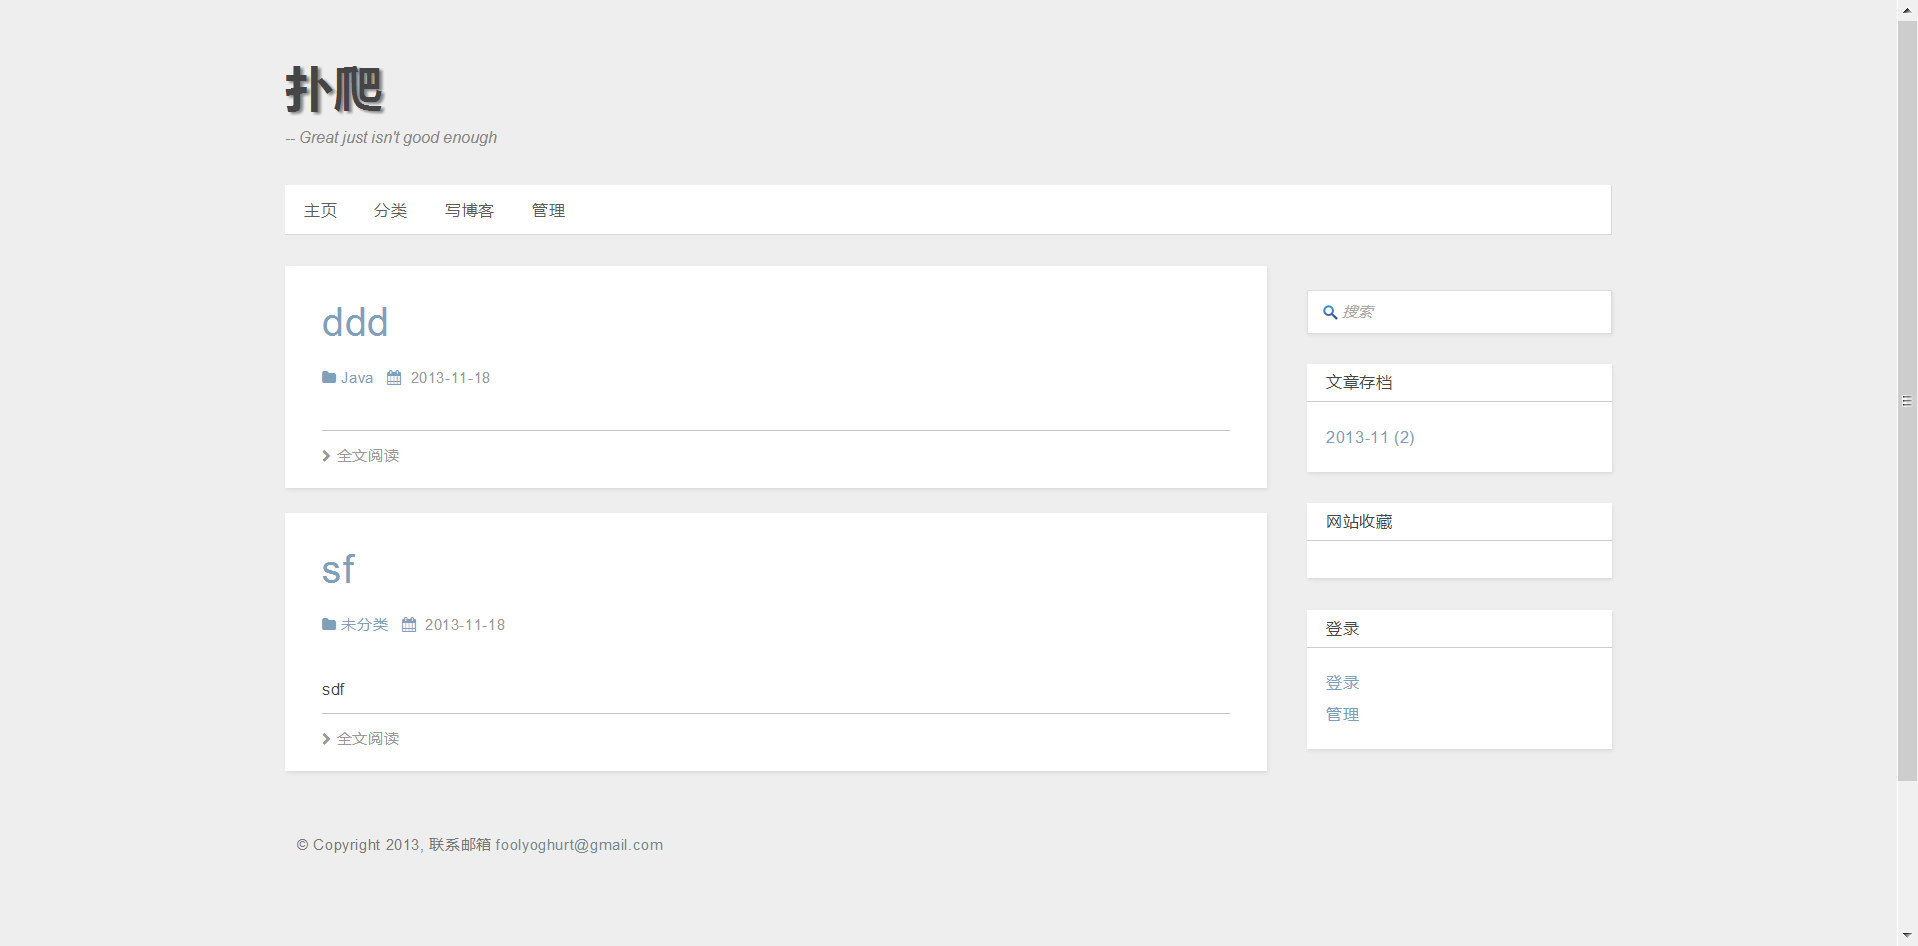 扑爬
-- Great just isn't good enough
主页 分类 写博客 管理
ddd
Java 2013-11-18
全文阅读
sf
未分类 2013-11-18
sdf
全文阅读
搜索
文章存档
2013-11 (2)
网站收藏
登录
登录
管理
© Copyright 2013, 联系邮箱 foolyoghurt@gmail.com